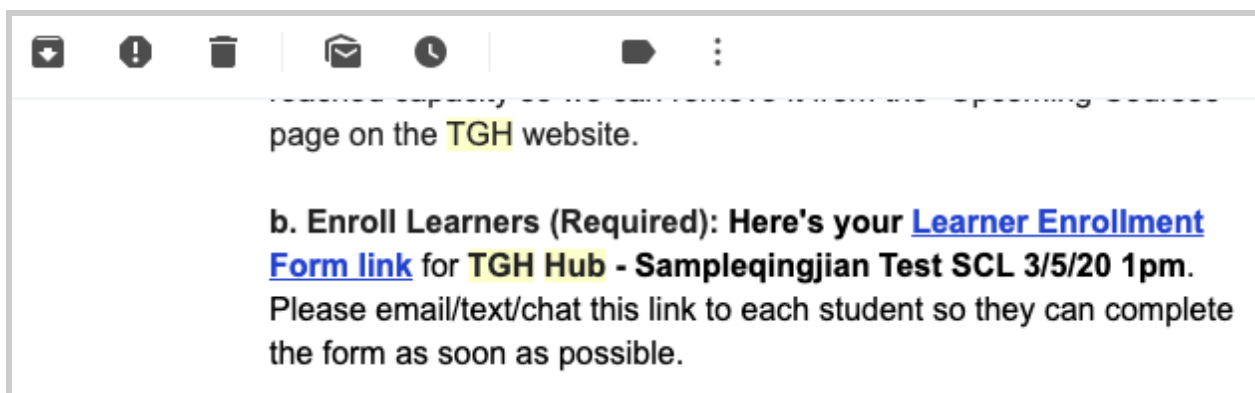 page on the TGH website.
b. Enroll Learners (Required): Here's your Learner Enrollment
Form link for TGH Hub - Sampleqingjian Test SCL 3/5/20 1pm.
Please email/text/chat this link to each student so they can complete
the form as soon as possible.